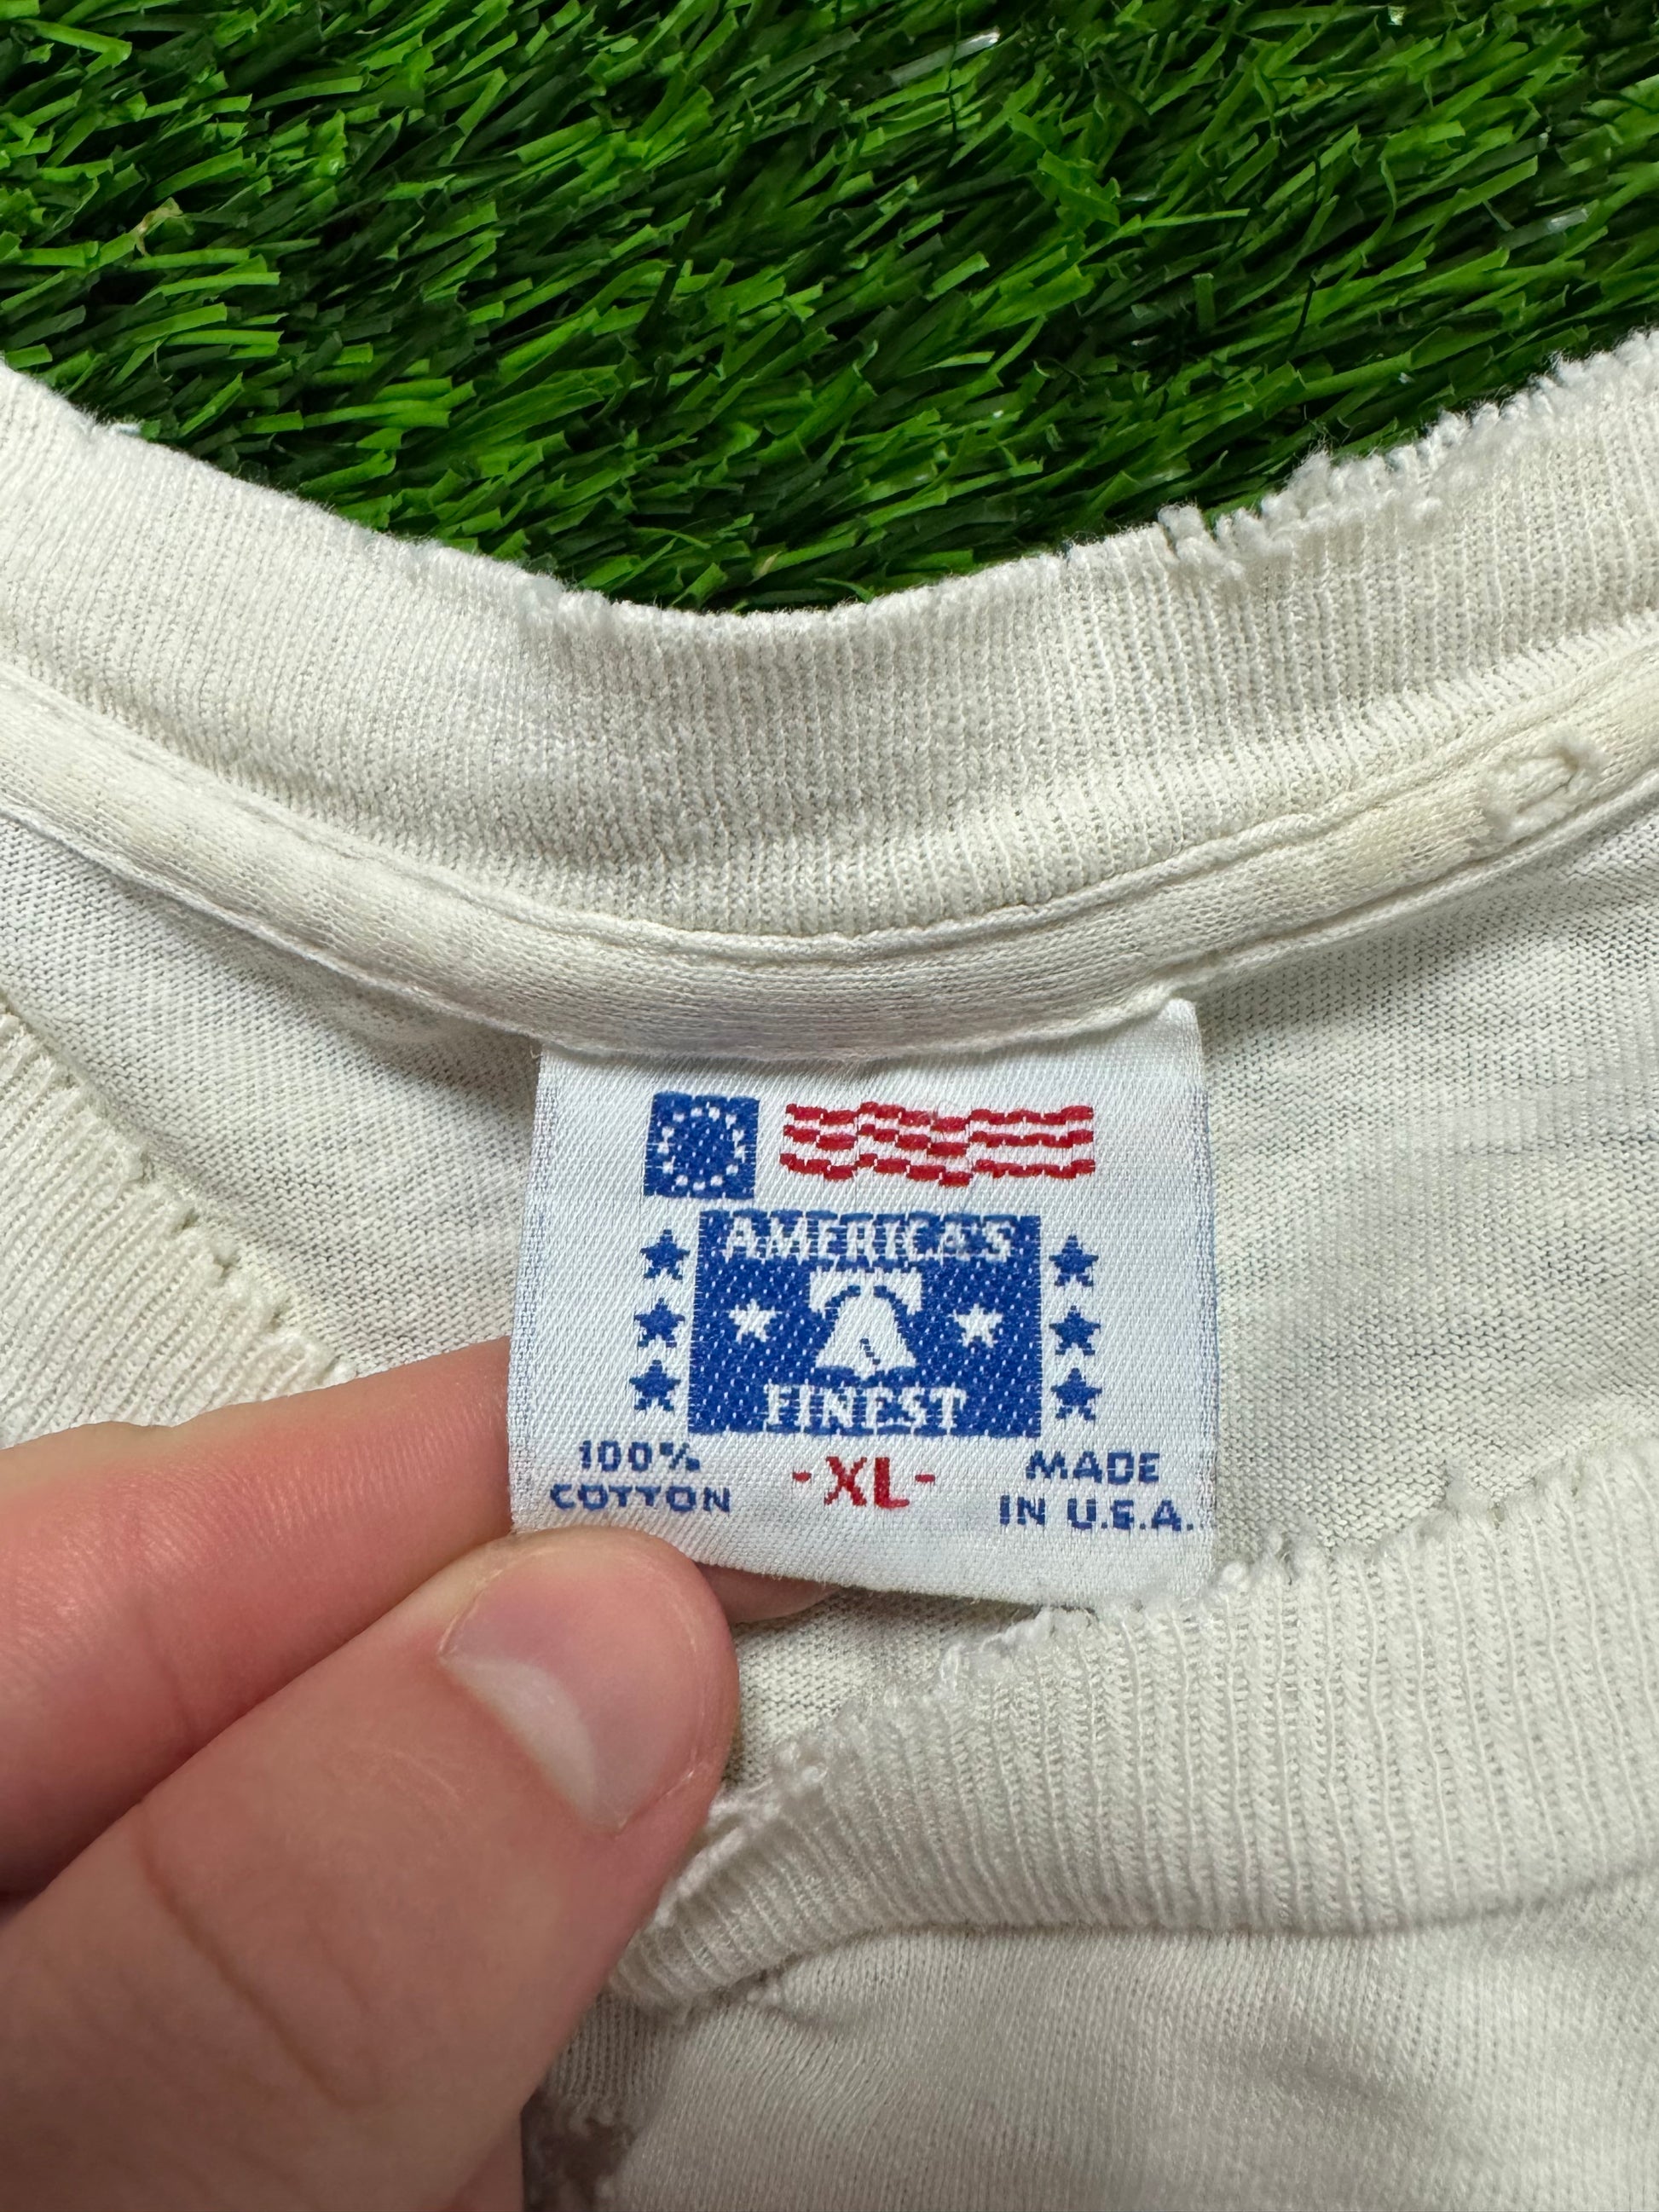 AMERICA'S
FINEST
100%
COTTON
-XL-
MADE
IN U.S.A.